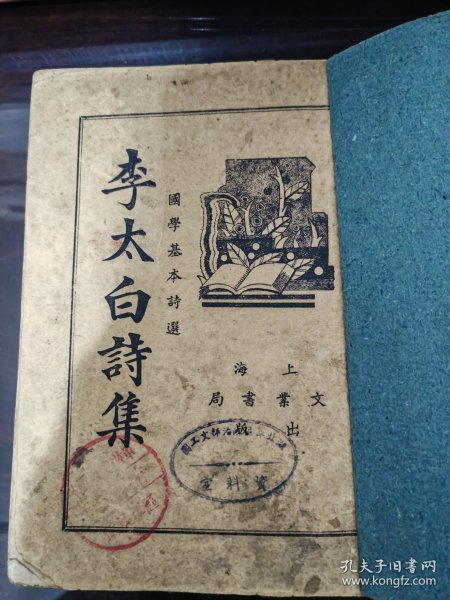 李太白詩集
國學基本詩選
上海
文業書局
出版
資料室
孔夫子旧书网
www.kongfz.com